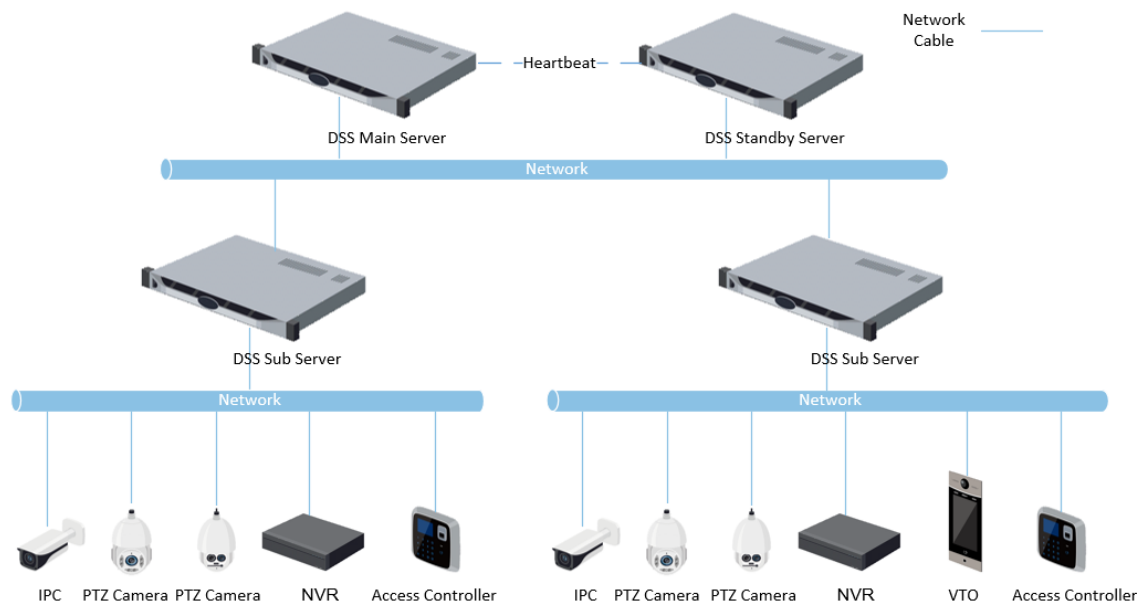 Network
Cable
Heartbeat
DSS Main Server
DSS Standby Server
Network
DSS Sub Server
DSS Sub Server
Network
Network
IPC
PTZ Camera
PTZ Camera
NVR
Access Controller
IPC
PTZ Camera
PTZ Camera
NVR
VTO
Access Controller